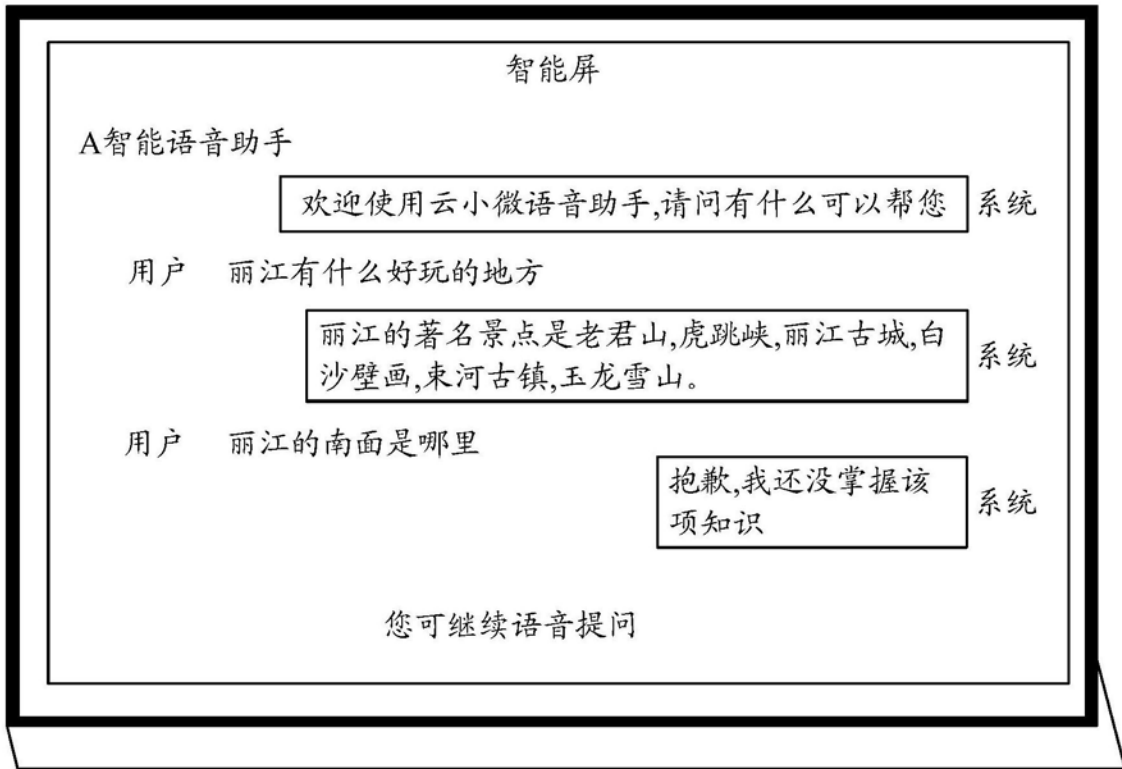 智能屏
A智能语音助手
欢迎使用云小微语音助手,请问有什么可以帮您
系统
用户 丽江有什么好玩的地方
丽江的著名景点是老君山,虎跳峡,丽江古城,白
沙壁画,束河古镇,玉龙雪山。
系统
用户 丽江的南面是哪里
抱歉,我还没掌握该
项知识
系统
您可继续语音提问